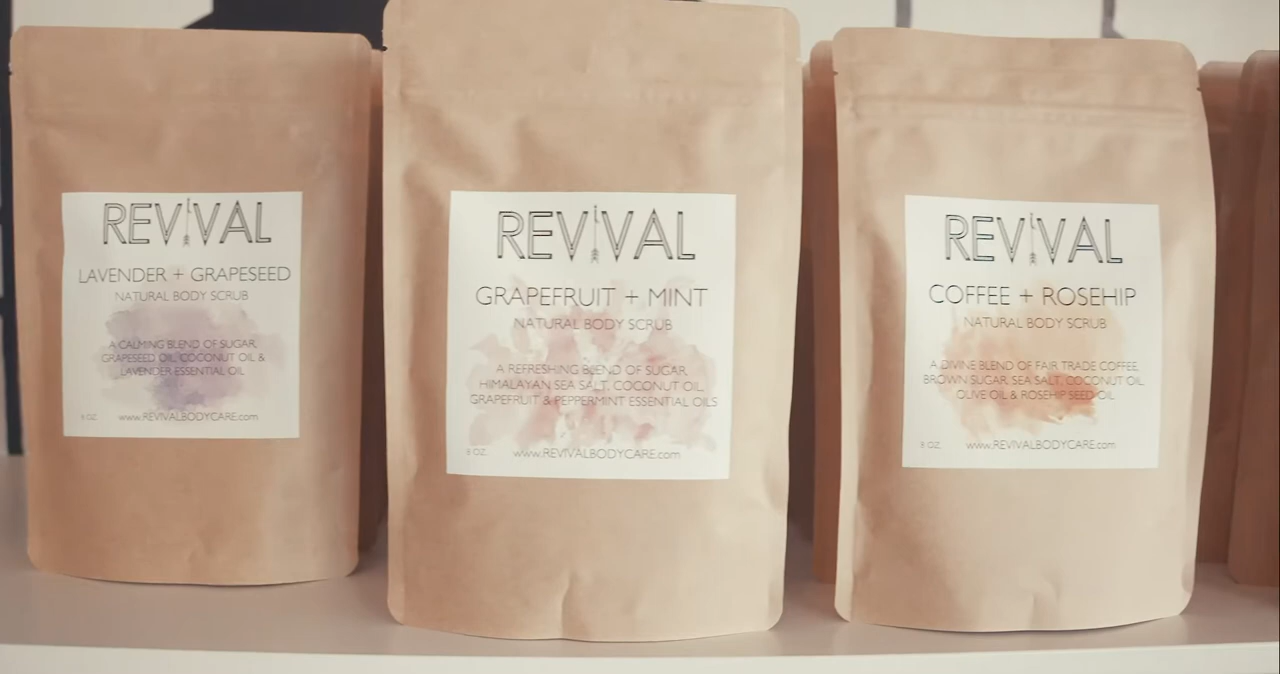 REVIVAL
LAVENDER + GRAPESEED
NATURAL BODY SCRUB
A CALMING BLEND OF SUGAR,
GRAPESEED OIL, COCONUT OIL &
LAVENDER ESSENTIAL OIL
8 OZ. www.REVIVALBODYCARE.com
REVIVAL
GRAPEFRUIT + MINT
NATURAL BODY SCRUB
A REFRESHING BLEND OF SUGAR,
HIMALAYAN SEA SALT, COCONUT OIL,
GRAPEFRUIT & PEPPERMINT ESSENTIAL OILS
8 OZ. www.REVIVALBODYCARE.com
REVIVAL
COFFEE + ROSEHIP
NATURAL BODY SCRUB
A DIVINE BLEND OF FAIR TRADE COFFEE,
BROWN SUGAR, SEA SALT, COCONUT OIL,
OLIVE OIL & ROSEHIP SEED OIL
8 OZ. www.REVIVALBODYCARE.com